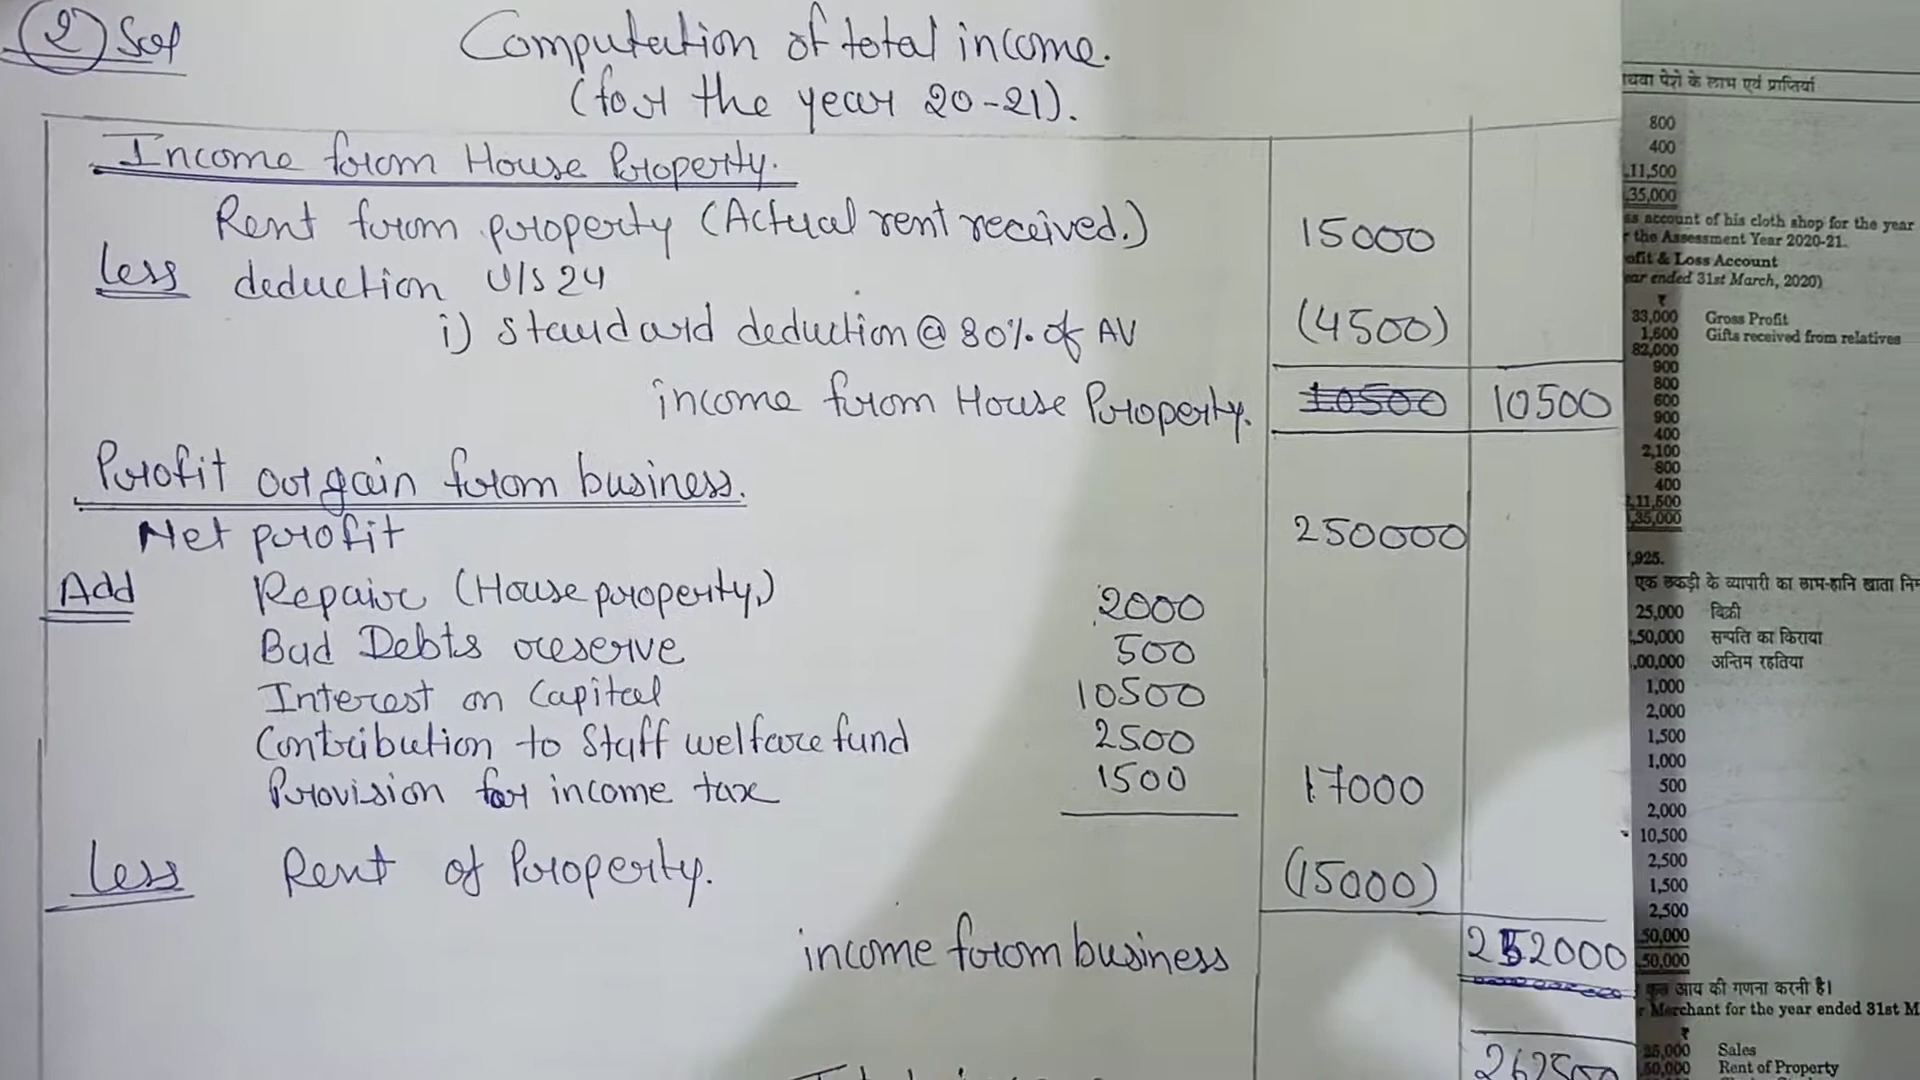 2 Sol
Computation of total income.
(for the year 20-21).
Income from House Property.
Rent from property (Actual rent received.) 15000
Less deduction U/S 24
i) standard deduction @ 30% of AV (4500)
income from House Property. 10500 10500
Profit or gain from business.
Net profit 250000
Add Repair (House property) 2000
Bad Debts reserve 500
Interest on Capital 10500
Contribution to Staff welfare fund 2500
Provision for income tax 1500 17000
Less Rent of Property. (15000)
income from business 252000
262500
पेशे के लाभ एवं प्राप्तियां
800
400
11,500
35,000
account of his cloth shop for the year
the Assessment Year 2020-21.
ofit & Loss Account
ear ended 31st March, 2020)
₹
33,000 Gross Profit
1,600 Gifts received from relatives
82,000
900
800
600
900
400
2,100
800
400
11,500
35,000
925.
एक लकड़ी के व्यापारी का लाभ-हानि खाता
25,000 बिक्री
50,000 सम्पति का किराया
00,000 अन्तिम रहतिया
1,000
2,000
1,500
1,000
500
2,000
10,500
2,500
1,500
2,500
50,000
50,000
आय की गणना करनी है।
Merchant for the year ended 31st M
₹
25,000 Sales
50,000 Rent of Property